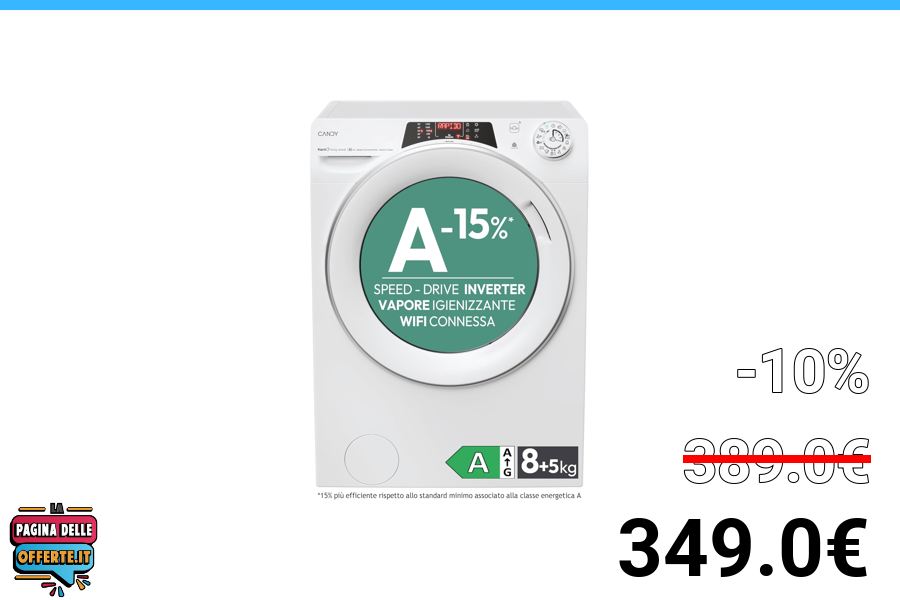 CANDY
RAPIDO
A-15%*
SPEED - DRIVE INVERTER
VAPORE IGIENIZZANTE
WIFI CONNESSA
A
A
G
8+5kg
*15% più efficiente rispetto allo standard minimo associato alla classe energetica A
-10%
389.0€
349.0€
LA
PAGINA DELLE
OFFERTE.IT